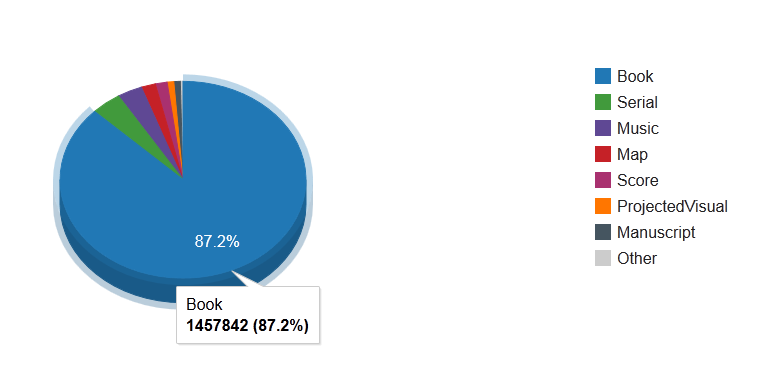 87.2%
Book
1457842 (87.2%)
Book
Serial
Music
Map
Score
ProjectedVisual
Manuscript
Other